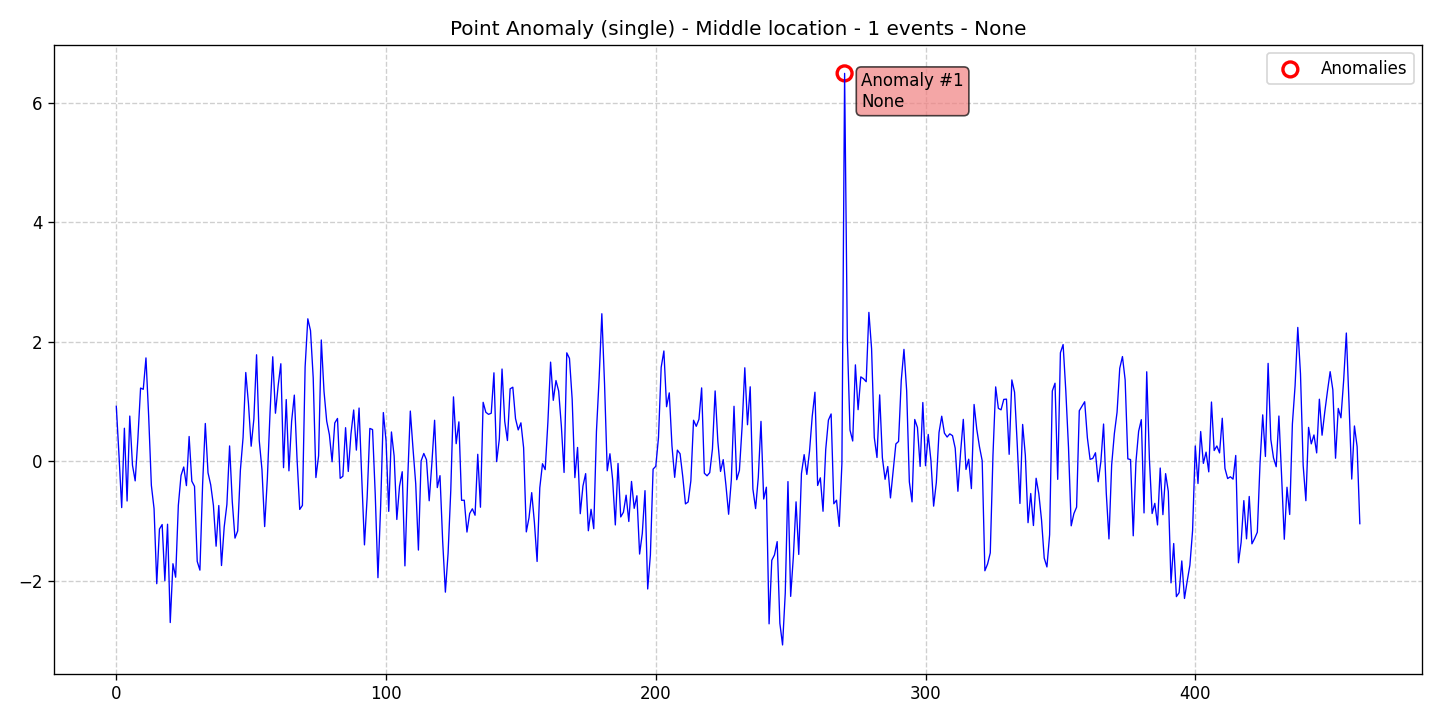 Point Anomaly (single) - Middle location - 1 events - None
Anomalies
Anomaly #1
None
6
4
2
0
−2
0
100
200
300
400